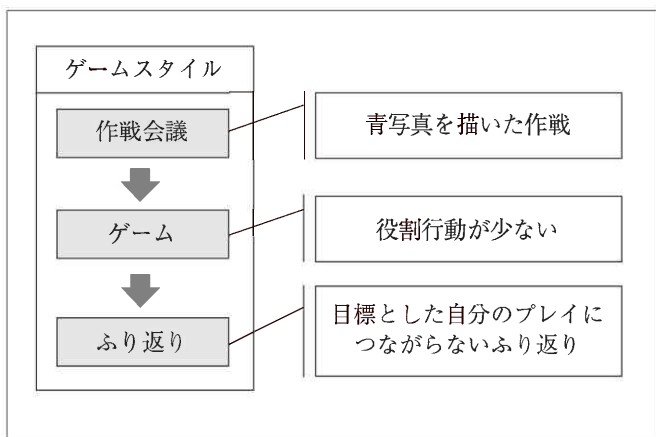 ゲームスタイル
作戦会議
青写真を描いた作戦
ゲーム
役割行動が少ない
ふり返り
目標とした自分のプレイに
つながらないふり返り